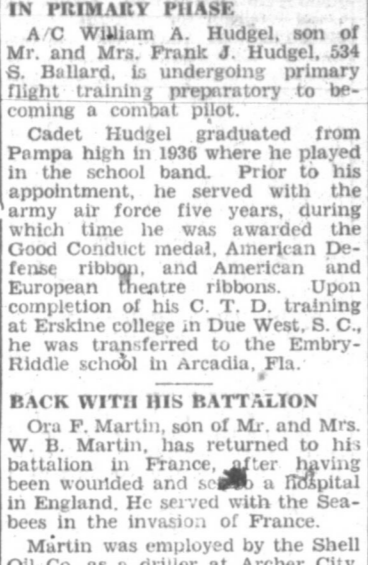 IN PRIMARY PHASE
A/C William A. Hudgel, son of
Mr. and Mrs. Frank J. Hudgel, 534
S. Ballard, is undergoing primary
flight training preparatory to be-
coming a combat pilot.
Cadet Hudgel graduated from
Pampa high in 1936 where he played
in the school band. Prior to his
appointment, he served with the
army air force five years, during
which time he was awarded the
Good Conduct medal, American De-
fense ribbon, and American and
European theatre ribbons. Upon
completion of his C. T. D. training
at Erskine college in Due West, S. C.,
he was transferred to the Embry-
Riddle school in Arcadia, Fla.
BACK WITH HIS BATTALION
Ora F. Martin, son of Mr. and Mrs.
W. B. Martin, has returned to his
battalion in France, after having
been wounded and a hospital
in England. He served with the Sea-
bees in the invasion of France.
Martin was employed by the Shell
Oil Co. as a driller at Archer City,